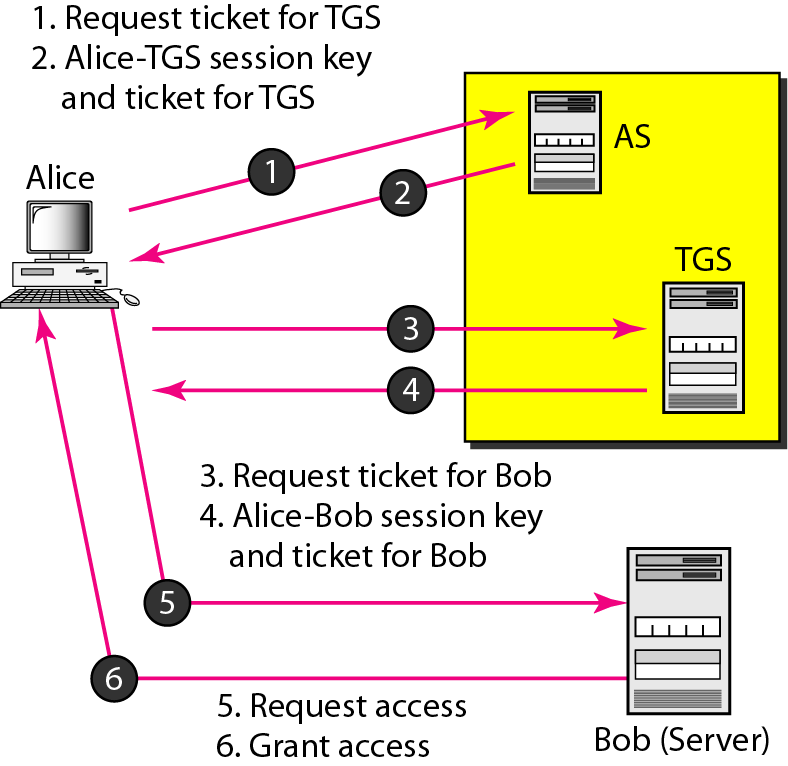 1. Request ticket for TGS
2. Alice-TGS session key
and ticket for TGS
AS
1
Alice
2
TGS
3
4
3. Request ticket for Bob
4. Alice-Bob session key
and ticket for Bob
5
6
5. Request access
6. Grant access
Bob (Server)